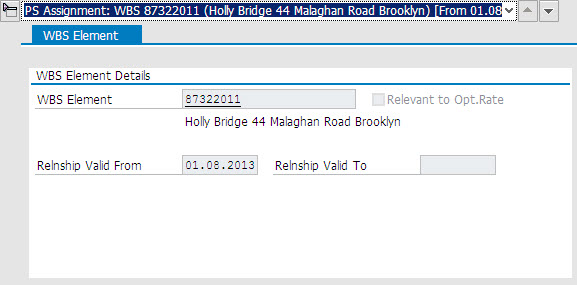 PS Assignment: WBS 87322011 (Holly Bridge 44 Malaghan Road Brooklyn) [From 01.08
WBS Element
WBS Element Details
WBS Element 87322011 Relevant to Opt.Rate
Holly Bridge 44 Malaghan Road Brooklyn
Relnship Valid From 01.08.2013 Relnship Valid To